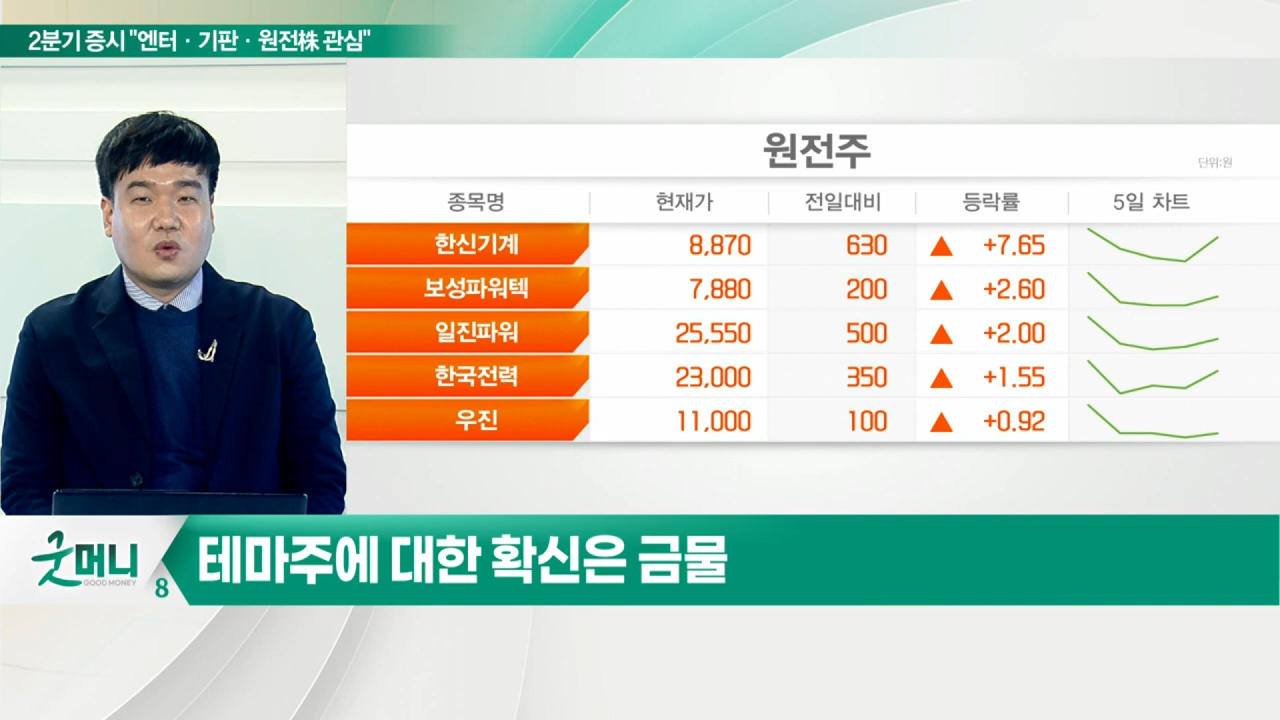 2분기 증시 "엔터 · 기판 · 원전株 관심"
원전주
단위:원
종목명 현재가 전일대비 등락률 5일 차트
한신기계 8,870 630 ▲ +7.65
보성파워텍 7,880 200 ▲ +2.60
일진파워 25,550 500 ▲ +2.00
한국전력 23,000 350 ▲ +1.55
우진 11,000 100 ▲ +0.92
굿머니
GOOD MONEY
8
테마주에 대한 확신은 금물